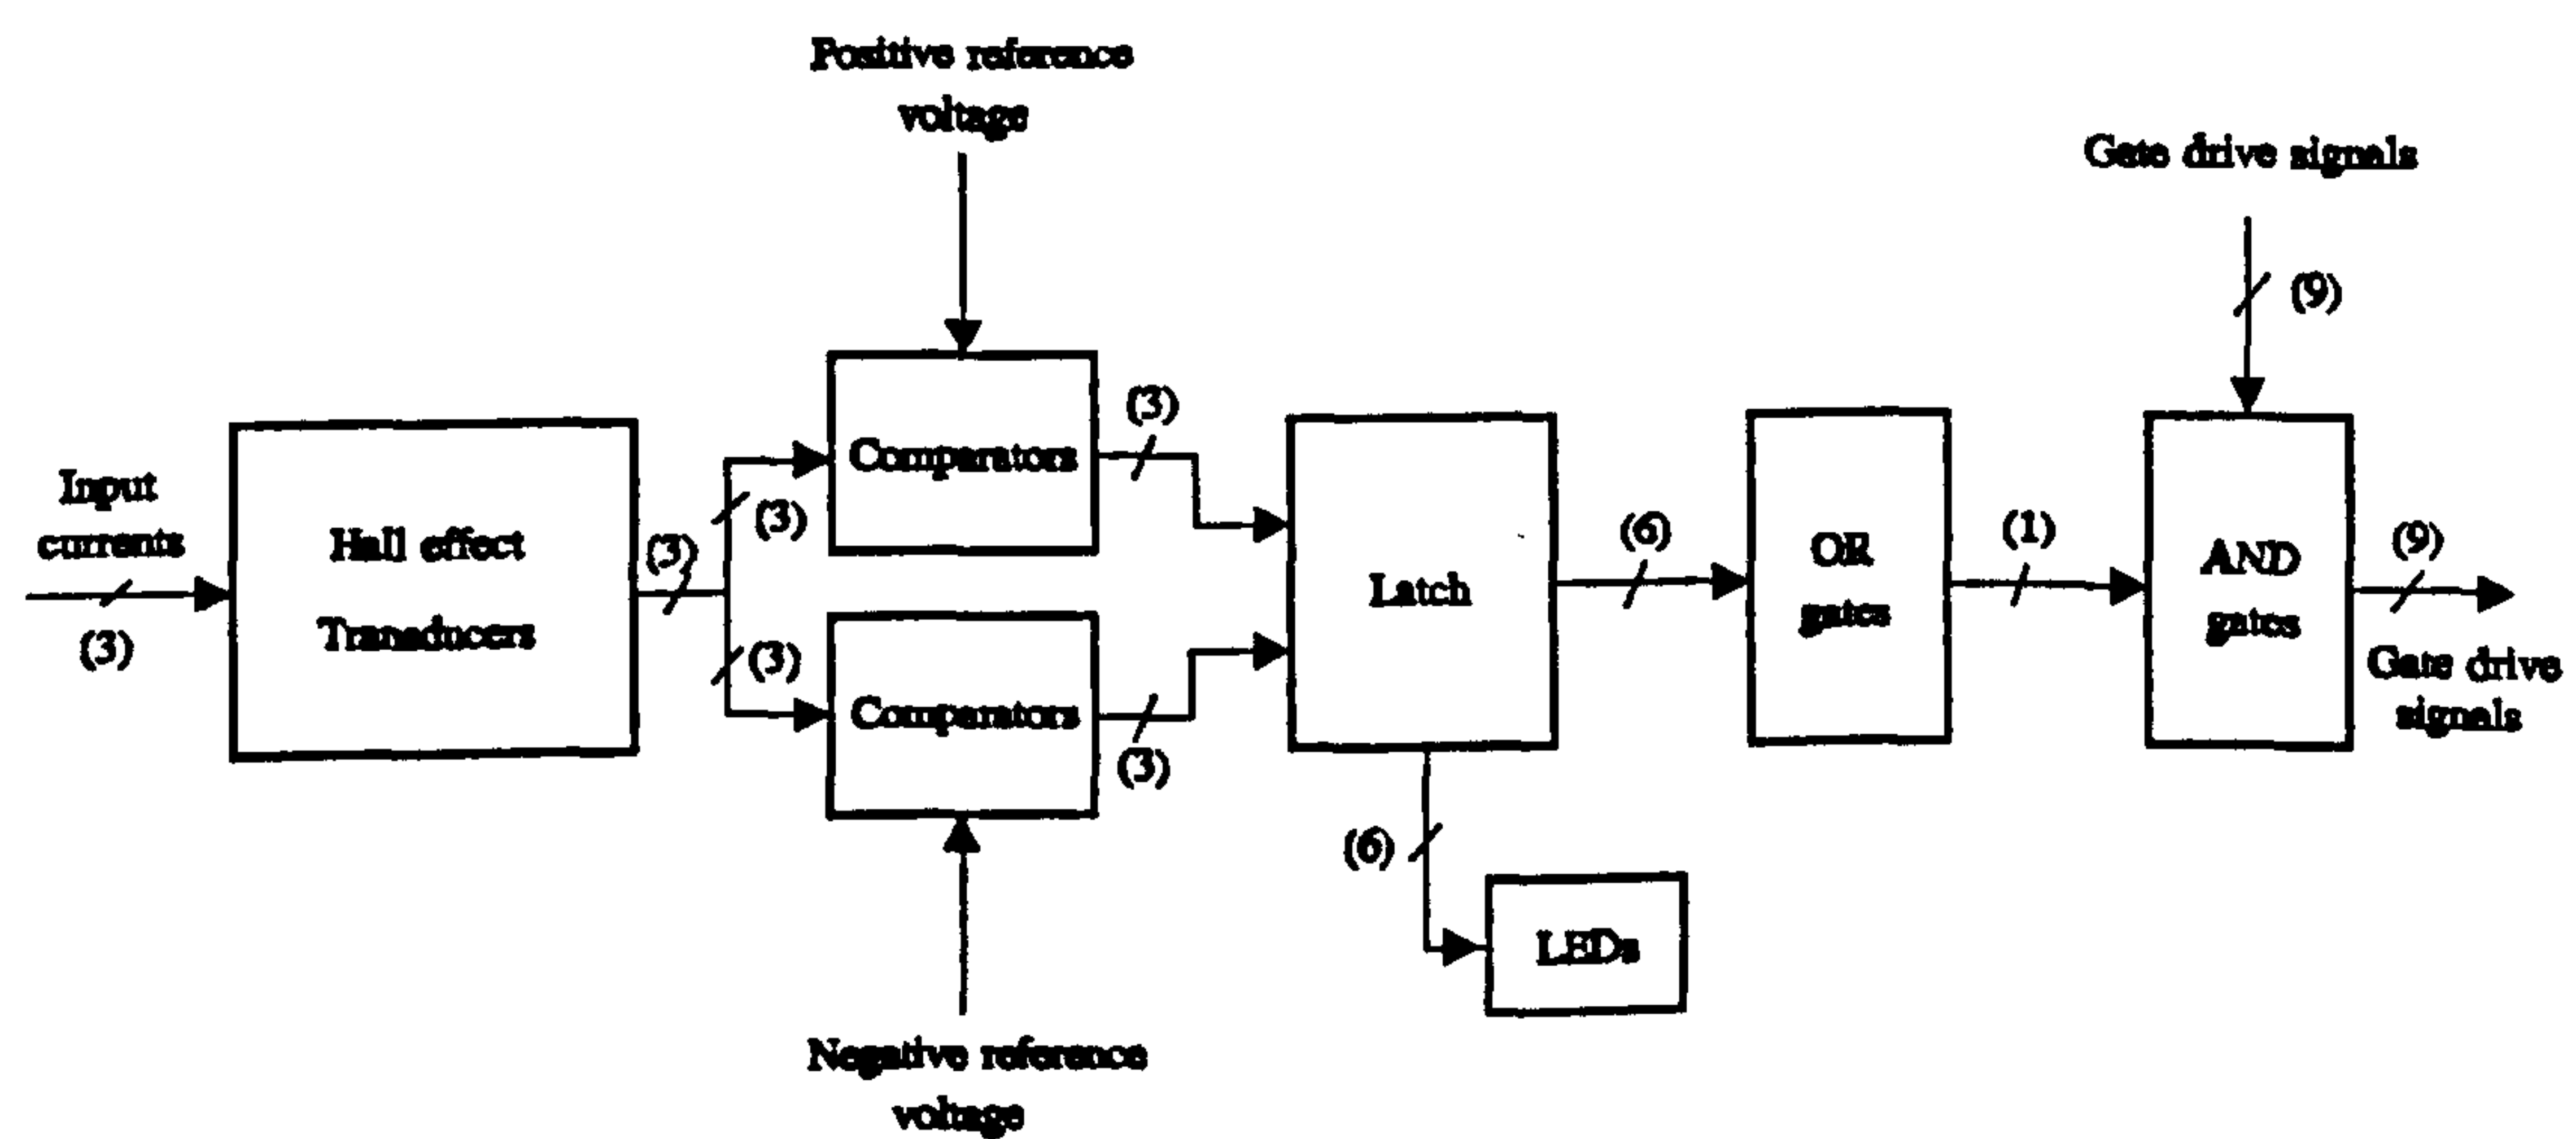 Positive reference
voltage
Gate drive signals
(9)
Input
currents
(3)
Hall effect
Transducers
(3)
(3)
(3)
Comparators
(3)
Comparators
(3)
Negative reference
voltage
Latch
(6)
(6)
LEDs
OR
gates
(1)
AND
gates
(9)
Gate drive
signals